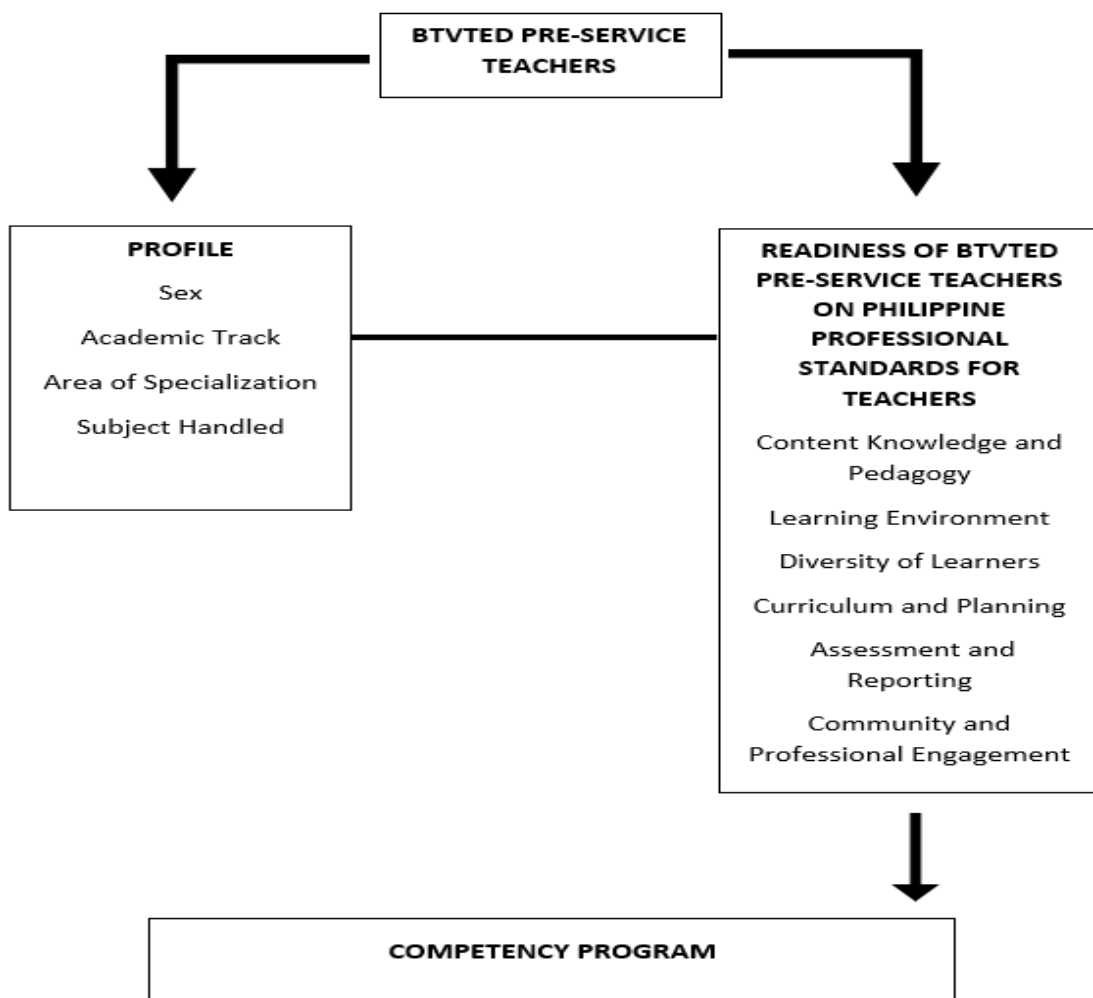 BTVTED PRE-SERVICE
TEACHERS
PROFILE
Sex
Academic Track
Area of Specialization
Subject Handled
READINESS OF BTVTED
PRE-SERVICE TEACHERS
ON PHILIPPINE
PROFESSIONAL
STANDARDS FOR
TEACHERS
Content Knowledge and
Pedagogy
Learning Environment
Diversity of Learners
Curriculum and Planning
Assessment and
Reporting
Community and
Professional Engagement
COMPETENCY PROGRAM